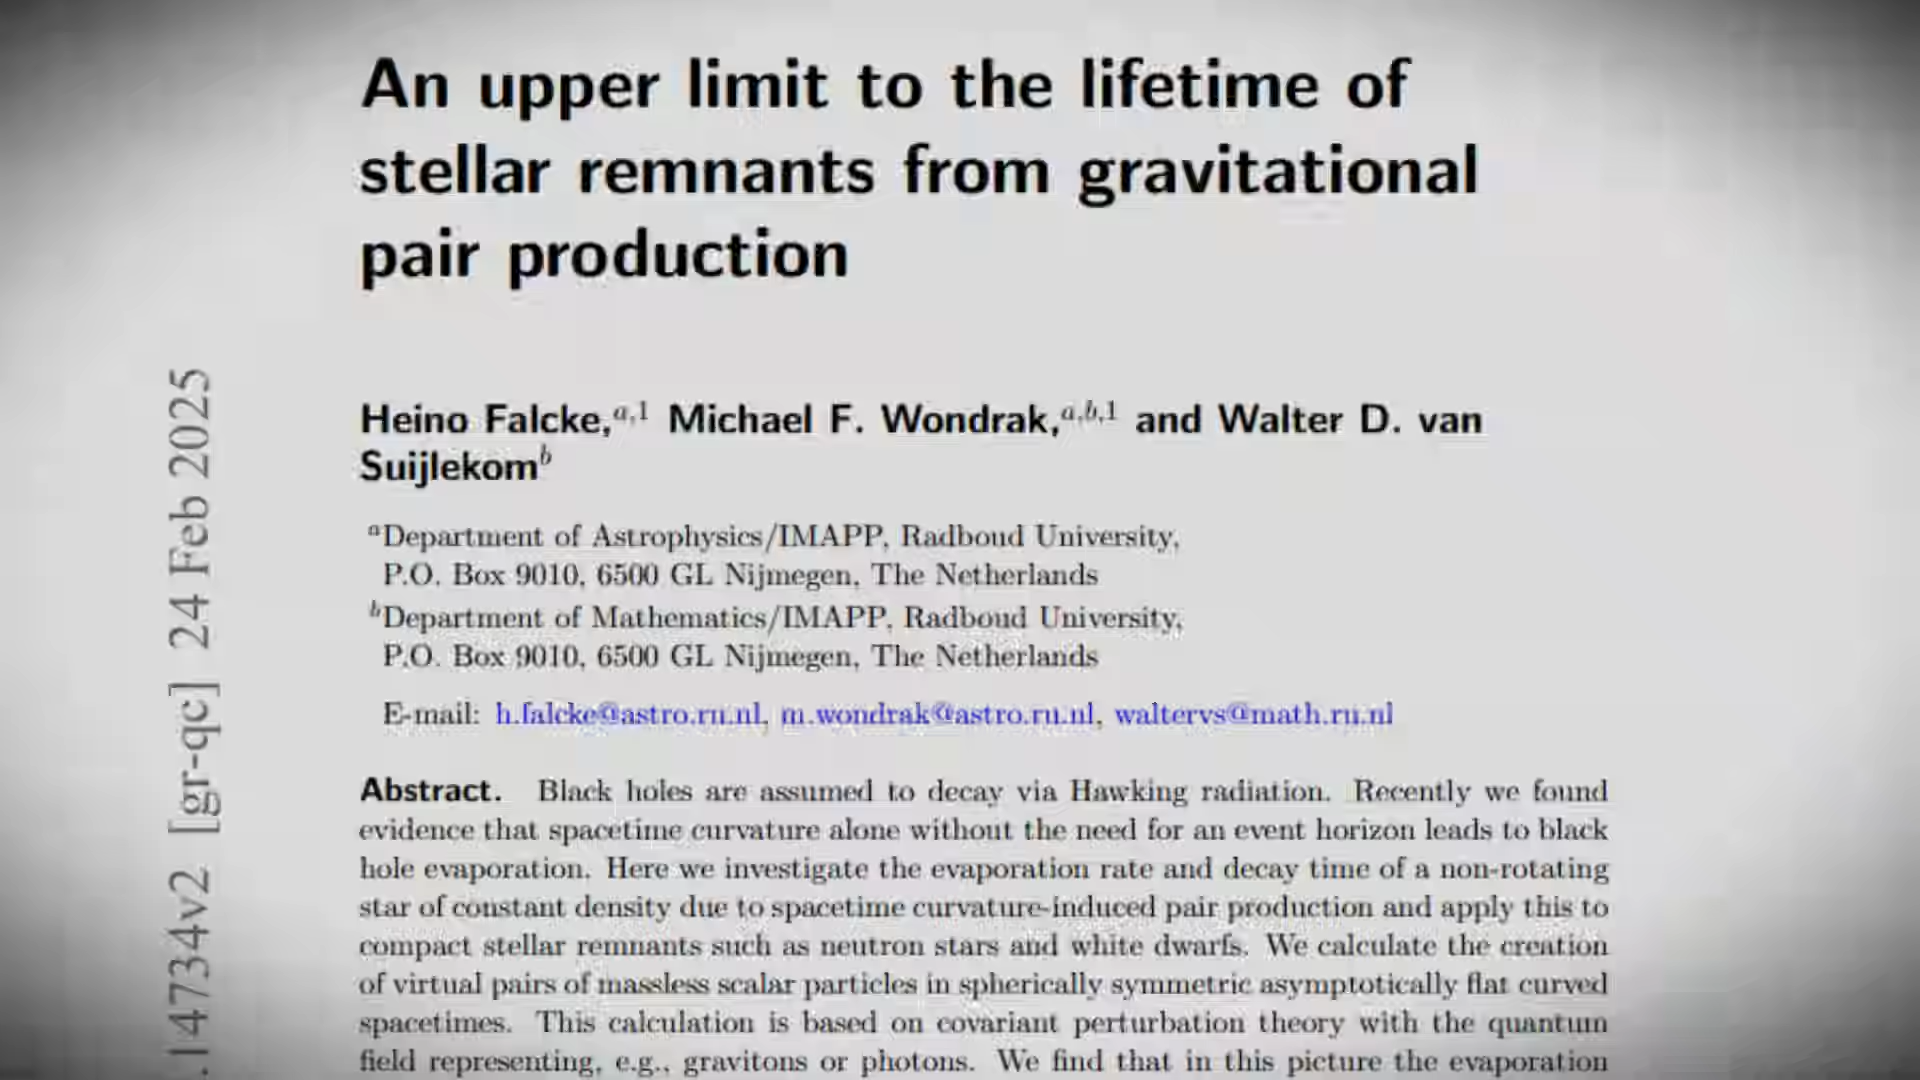 An upper limit to the lifetime of
stellar remnants from gravitational
pair production
Heino Falcke,a,1 Michael F. Wondrak,a,b,1 and Walter D. van
Suijlekomb
aDepartment of Astrophysics/IMAPP, Radboud University,
P.O. Box 9010, 6500 GL Nijmegen, The Netherlands
bDepartment of Mathematics/IMAPP, Radboud University,
P.O. Box 9010, 6500 GL Nijmegen, The Netherlands
E-mail: h.falcke@astro.ru.nl, m.wondrak@astro.ru.nl, waltervs@math.ru.nl
Abstract. Black holes are assumed to decay via Hawking radiation. Recently we found
evidence that spacetime curvature alone without the need for an event horizon leads to black
hole evaporation. Here we investigate the evaporation rate and decay time of a non-rotating
star of constant density due to spacetime curvature-induced pair production and apply this to
compact stellar remnants such as neutron stars and white dwarfs. We calculate the creation
of virtual pairs of massless scalar particles in spherically symmetric asymptotically flat curved
spacetimes. This calculation is based on covariant perturbation theory with the quantum
field representing, e.g., gravitons or photons. We find that in this picture the evaporation
.14734v2 [gr-qc] 24 Feb 2025